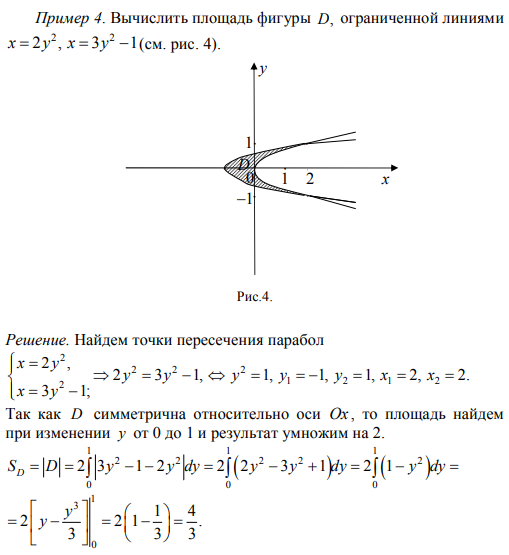 Пример 4. Вычислить площадь фигуры D, ограниченной линиями
x = 2y², x = 3y² − 1 (см. рис. 4).
y
1
D
0 1 2 x
−1
Рис.4.
Решение. Найдем точки пересечения парабол
{ x = 2y², x = 3y² − 1; ⇒ 2y² = 3y² − 1, ⇔ y² = 1, y₁ = −1, y₂ = 1, x₁ = 2, x₂ = 2.
Так как D симметрична относительно оси Ox, то площадь найдем
при изменении y от 0 до 1 и результат умножим на 2.
S_D = |D| = 2∫₀¹|3y² − 1 − 2y²|dy = 2∫₀¹(2y² − 3y² + 1)dy = 2∫₀¹(1 − y²)dy =
= 2[y − y³/3]|₀¹ = 2(1 − 1/3) = 4/3.